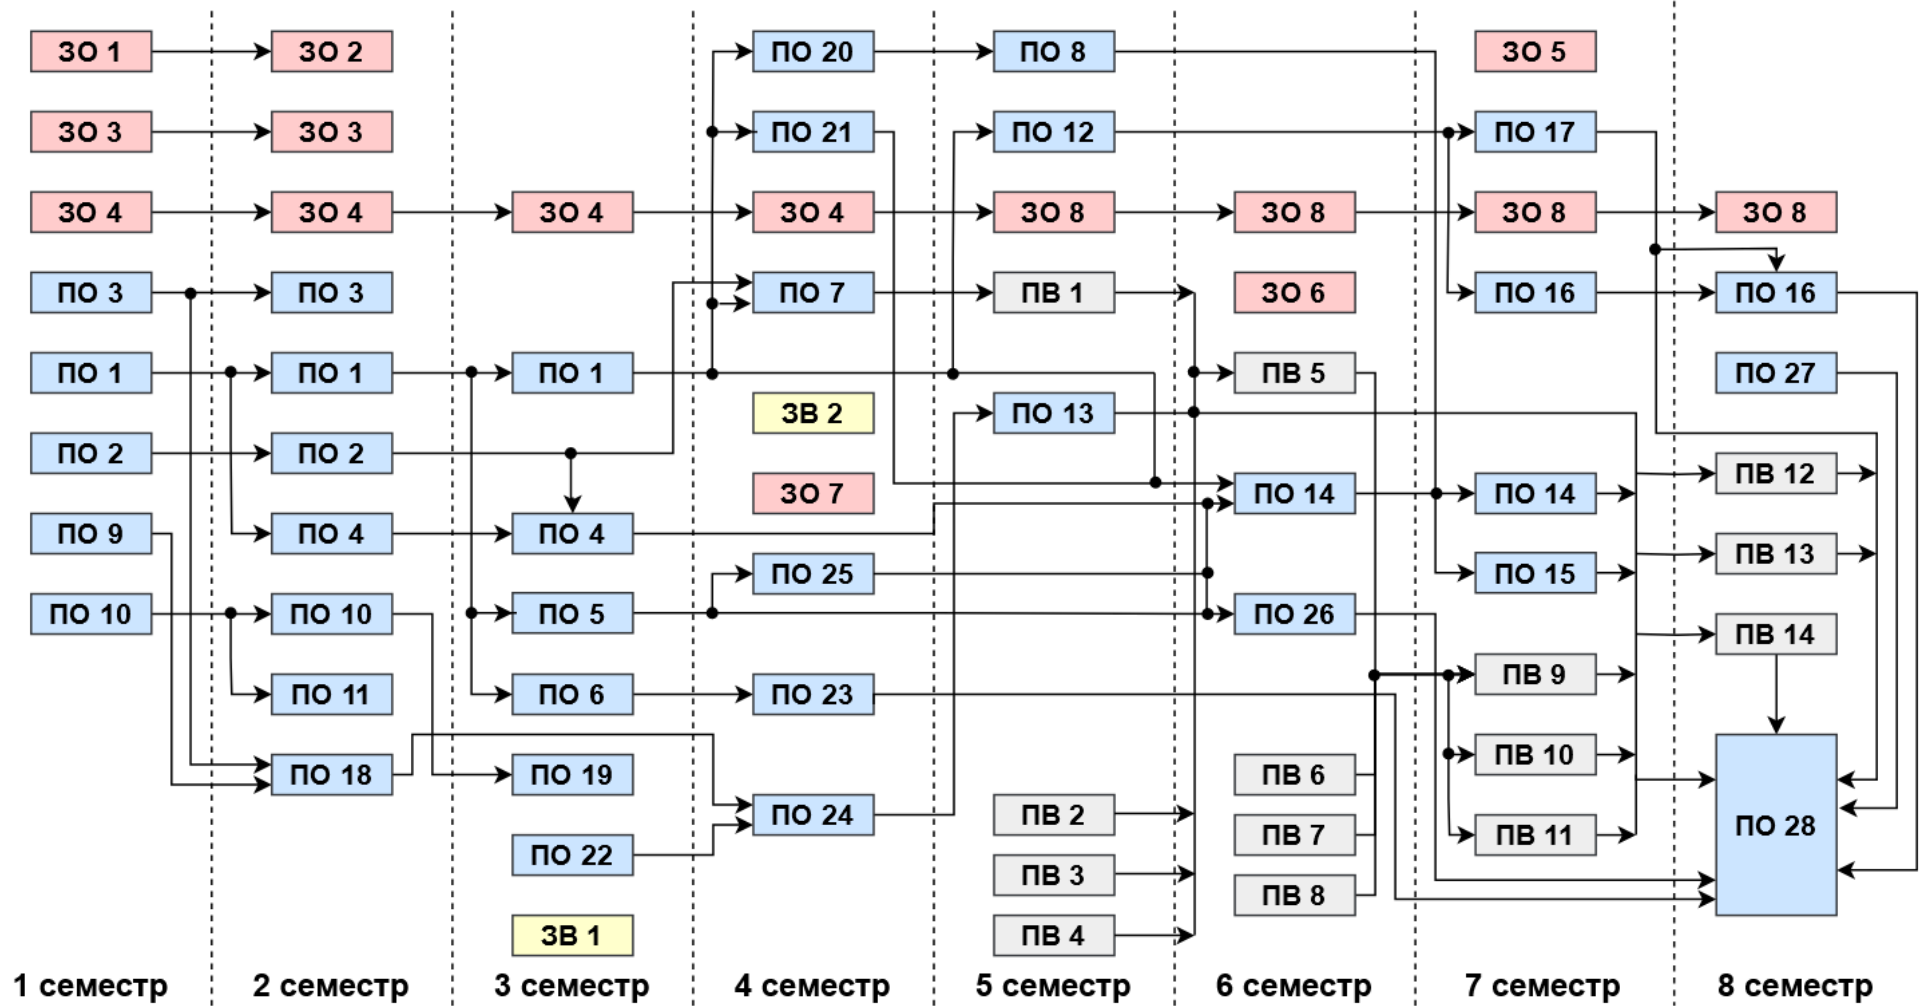 ЗО 1
ЗО 3
ЗО 4
ПО 3
ПО 1
ПО 2
ПО 9
ПО 10
1 семестр
ЗО 2
ЗО 3
ЗО 4
ПО 3
ПО 1
ПО 2
ПО 4
ПО 10
ПО 11
ПО 18
2 семестр
ЗО 4
ПО 1
ПО 4
ПО 5
ПО 6
ПО 19
ПО 22
ЗВ 1
3 семестр
ПО 20
ПО 21
ЗО 4
ПО 7
ЗВ 2
ЗО 7
ПО 25
ПО 23
ПО 24
4 семестр
ПО 8
ПО 12
ЗО 8
ПВ 1
ПО 13
ПВ 2
ПВ 3
ПВ 4
5 семестр
ЗО 8
ЗО 6
ПВ 5
ПО 14
ПО 26
ПВ 6
ПВ 7
ПВ 8
6 семестр
ЗО 5
ПО 17
ЗО 8
ПО 16
ПО 14
ПО 15
ПВ 9
ПВ 10
ПВ 11
7 семестр
ЗО 8
ПО 16
ПО 27
ПВ 12
ПВ 13
ПВ 14
ПО 28
8 семестр